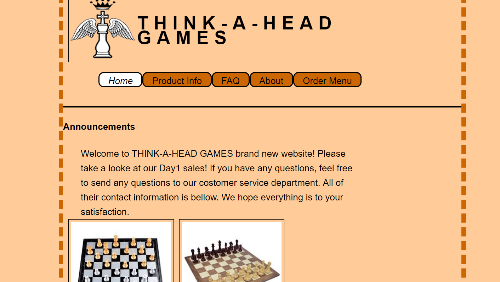 THINK-A-HEAD
GAMES
Home Product Info FAQ About Order Menu
Announcements
Welcome to THINK-A-HEAD GAMES brand new website! Please
take a looke at our Day1 sales! If you have any questions, feel free
to send any questions to our costomer service department. All of
their contact information is bellow. We hope everything is to your
satisfaction.